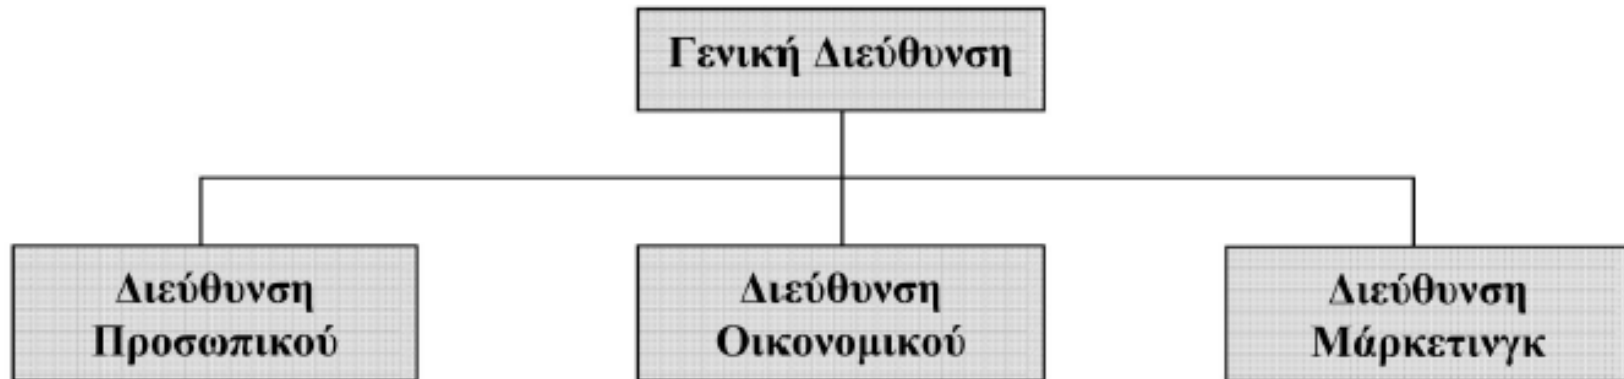 Γενική Διεύθυνση
Διεύθυνση
Προσωπικού
Διεύθυνση
Οικονομικού
Διεύθυνση
Μάρκετινγκ